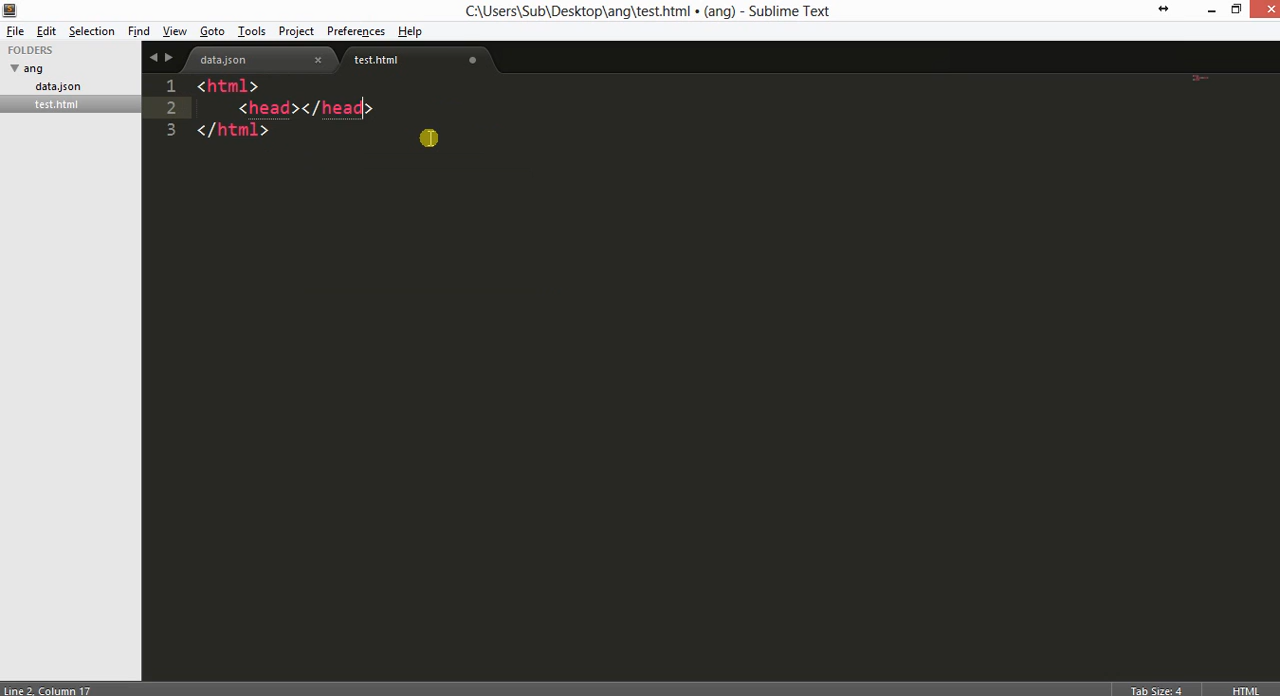 C:\Users\Sub\Desktop\ang\test.html • (ang) - Sublime Text
File Edit Selection Find View Goto Tools Project Preferences Help
FOLDERS
ang
data.json
test.html
data.json × test.html
1 <html>
2     <head></head>
3 </html>
Line 2, Column 17 Tab Size: 4 HTML